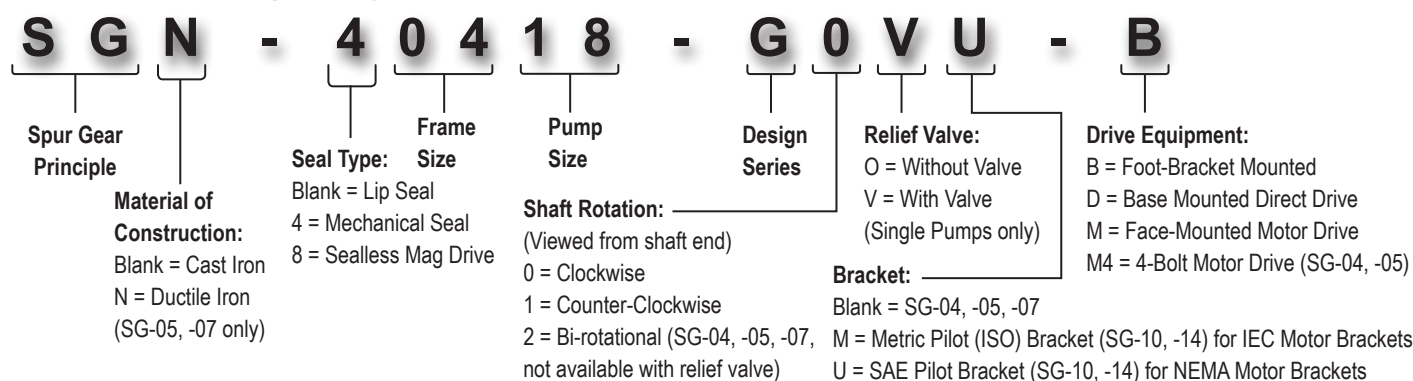 S G N - 4 0 4 1 8 - G 0 V U - B
Spur Gear
Principle
Material of
Construction:
Blank = Cast Iron
N = Ductile Iron
(SG-05, -07 only)
Seal Type:
Blank = Lip Seal
4 = Mechanical Seal
8 = Sealless Mag Drive
Frame
Size
Pump
Size
Shaft Rotation:
(Viewed from shaft end)
0 = Clockwise
1 = Counter-Clockwise
2 = Bi-rotational (SG-04, -05, -07,
not available with relief valve)
Design
Series
Relief Valve:
O = Without Valve
V = With Valve
(Single Pumps only)
Bracket:
Blank = SG-04, -05, -07
M = Metric Pilot (ISO) Bracket (SG-10, -14) for IEC Motor Brackets
U = SAE Pilot Bracket (SG-10, -14) for NEMA Motor Brackets
Drive Equipment:
B = Foot-Bracket Mounted
D = Base Mounted Direct Drive
M = Face-Mounted Motor Drive
M4 = 4-Bolt Motor Drive (SG-04, -05)